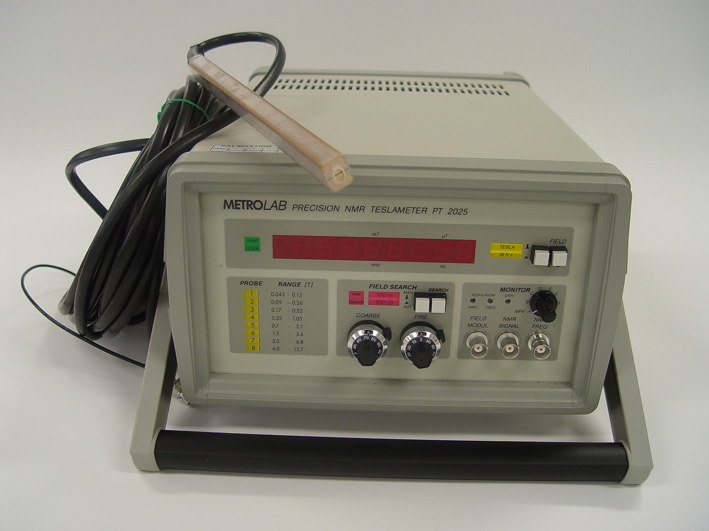 METROLAB PRECISION NMR TESLAMETER PT 2025
mT
µT
FIELD
TESLA
MHz
kHz
Hz
PROBE RANGE [T]
1 0.043 - 0.13
2 0.09 - 0.26
3 0.17 - 0.52
4 0.35 - 1.05
5 0.7 - 2.1
6 1.5 - 3.4
7 3.0 - 6.8
8 6.0 - 13.7
FIELD SEARCH
SEARCH
COARSE
FINE
MONITOR
MODULATOR
FIELD MODUL
NMR SIGNAL
NMR FREQ